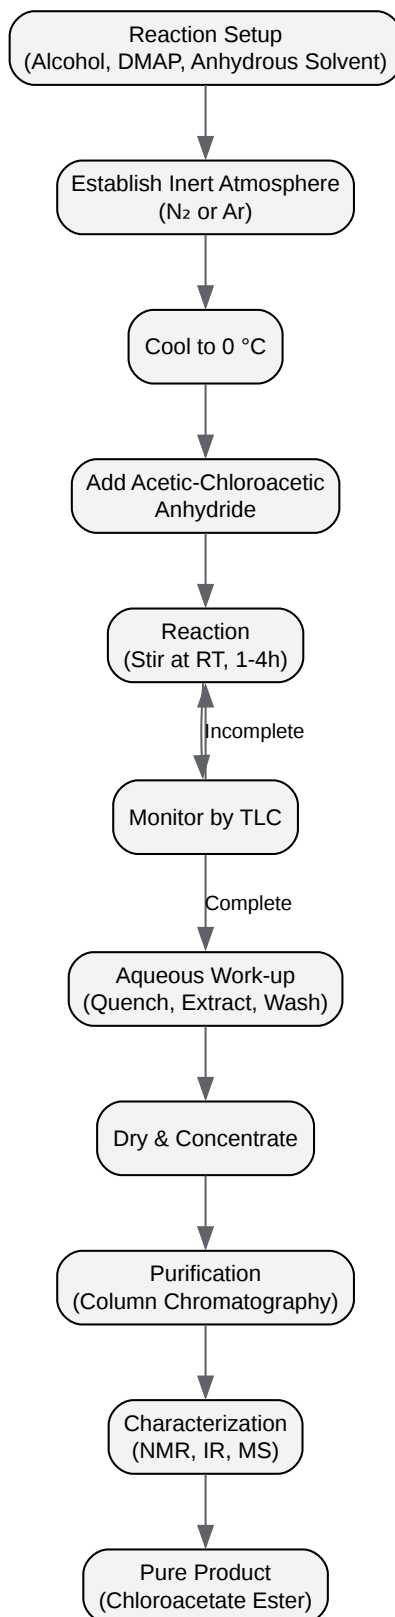 Reaction Setup
(Alcohol, DMAP, Anhydrous Solvent)
Establish Inert Atmosphere
(N₂ or Ar)
Cool to 0 °C
Add Acetic-Chloroacetic
Anhydride
Reaction
(Stir at RT, 1-4h)
Incomplete
Monitor by TLC
Complete
Aqueous Work-up
(Quench, Extract, Wash)
Dry & Concentrate
Purification
(Column Chromatography)
Characterization
(NMR, IR, MS)
Pure Product
(Chloroacetate Ester)